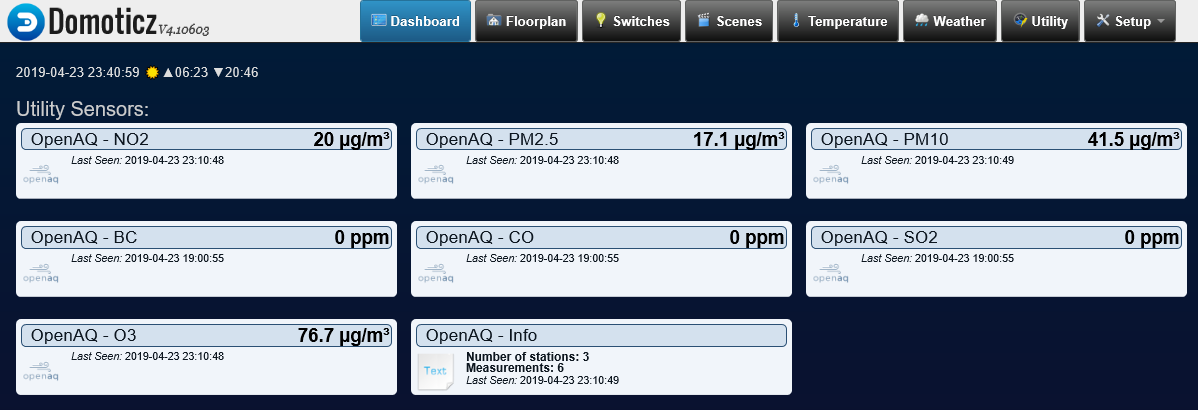 Domoticz V4.10603
Dashboard Floorplan Switches Scenes Temperature Weather Utility Setup
2019-04-23 23:40:59 ▲06:23 ▼20:46
Utility Sensors:
OpenAQ - NO2 20 µg/m³
Last Seen: 2019-04-23 23:10:48
openaq
OpenAQ - PM2.5 17.1 µg/m³
Last Seen: 2019-04-23 23:10:48
openaq
OpenAQ - PM10 41.5 µg/m³
Last Seen: 2019-04-23 23:10:49
openaq
OpenAQ - BC 0 ppm
Last Seen: 2019-04-23 19:00:55
openaq
OpenAQ - CO 0 ppm
Last Seen: 2019-04-23 19:00:55
openaq
OpenAQ - SO2 0 ppm
Last Seen: 2019-04-23 19:00:55
openaq
OpenAQ - O3 76.7 µg/m³
Last Seen: 2019-04-23 23:10:48
openaq
OpenAQ - Info
Text
Number of stations: 3
Measurements: 6
Last Seen: 2019-04-23 23:10:49